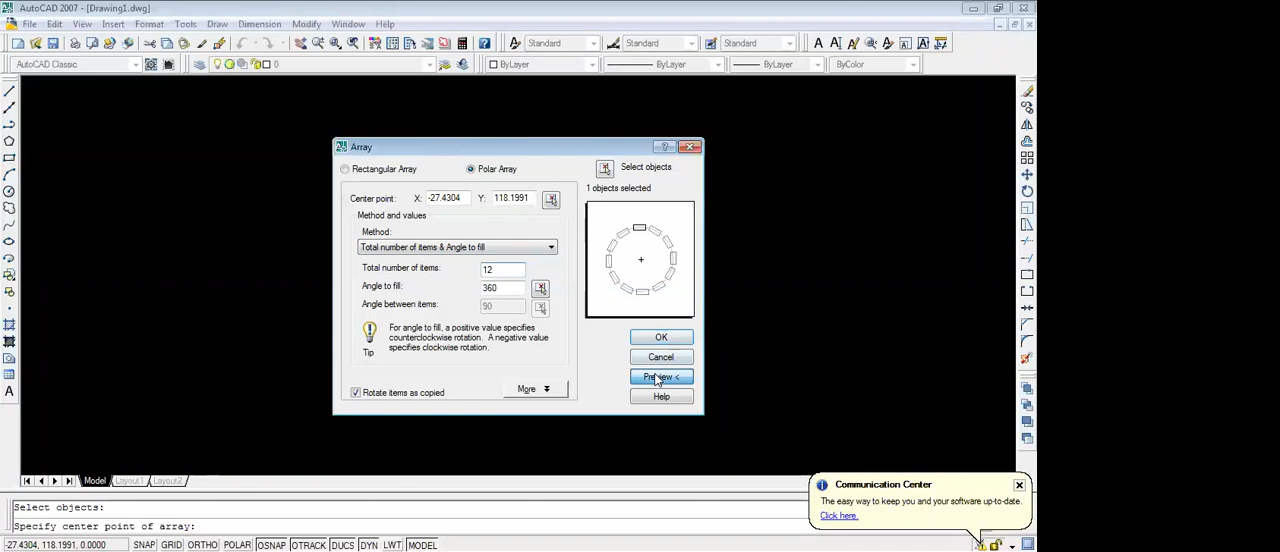 AutoCAD 2007 - [Drawing1.dwg]
File Edit View Insert Format Tools Draw Dimension Modify Window Help
Standard Standard Standard
AutoCAD Classic 0 ByLayer ByLayer ByLayer ByColor
Array
Rectangular Array Polar Array Select objects
1 objects selected
Center point: X: -27.4304 Y: 118.1991
Method and values
Method:
Total number of items & Angle to fill
Total number of items: 12
Angle to fill: 360
Angle between items: 90
For angle to fill, a positive value specifies
counterclockwise rotation. A negative value
specifies clockwise rotation.
Tip
OK
Cancel
Preview <
Help
Rotate items as copied More
Model Layout1 Layout2
Communication Center
The easy way to keep you and your software up-to-date.
Click here.
Select objects:
Specify center point of array:
-27.4304, 118.1991, 0.0000 SNAP GRID ORTHO POLAR OSNAP OTRACK DUCS DYN LWT MODEL